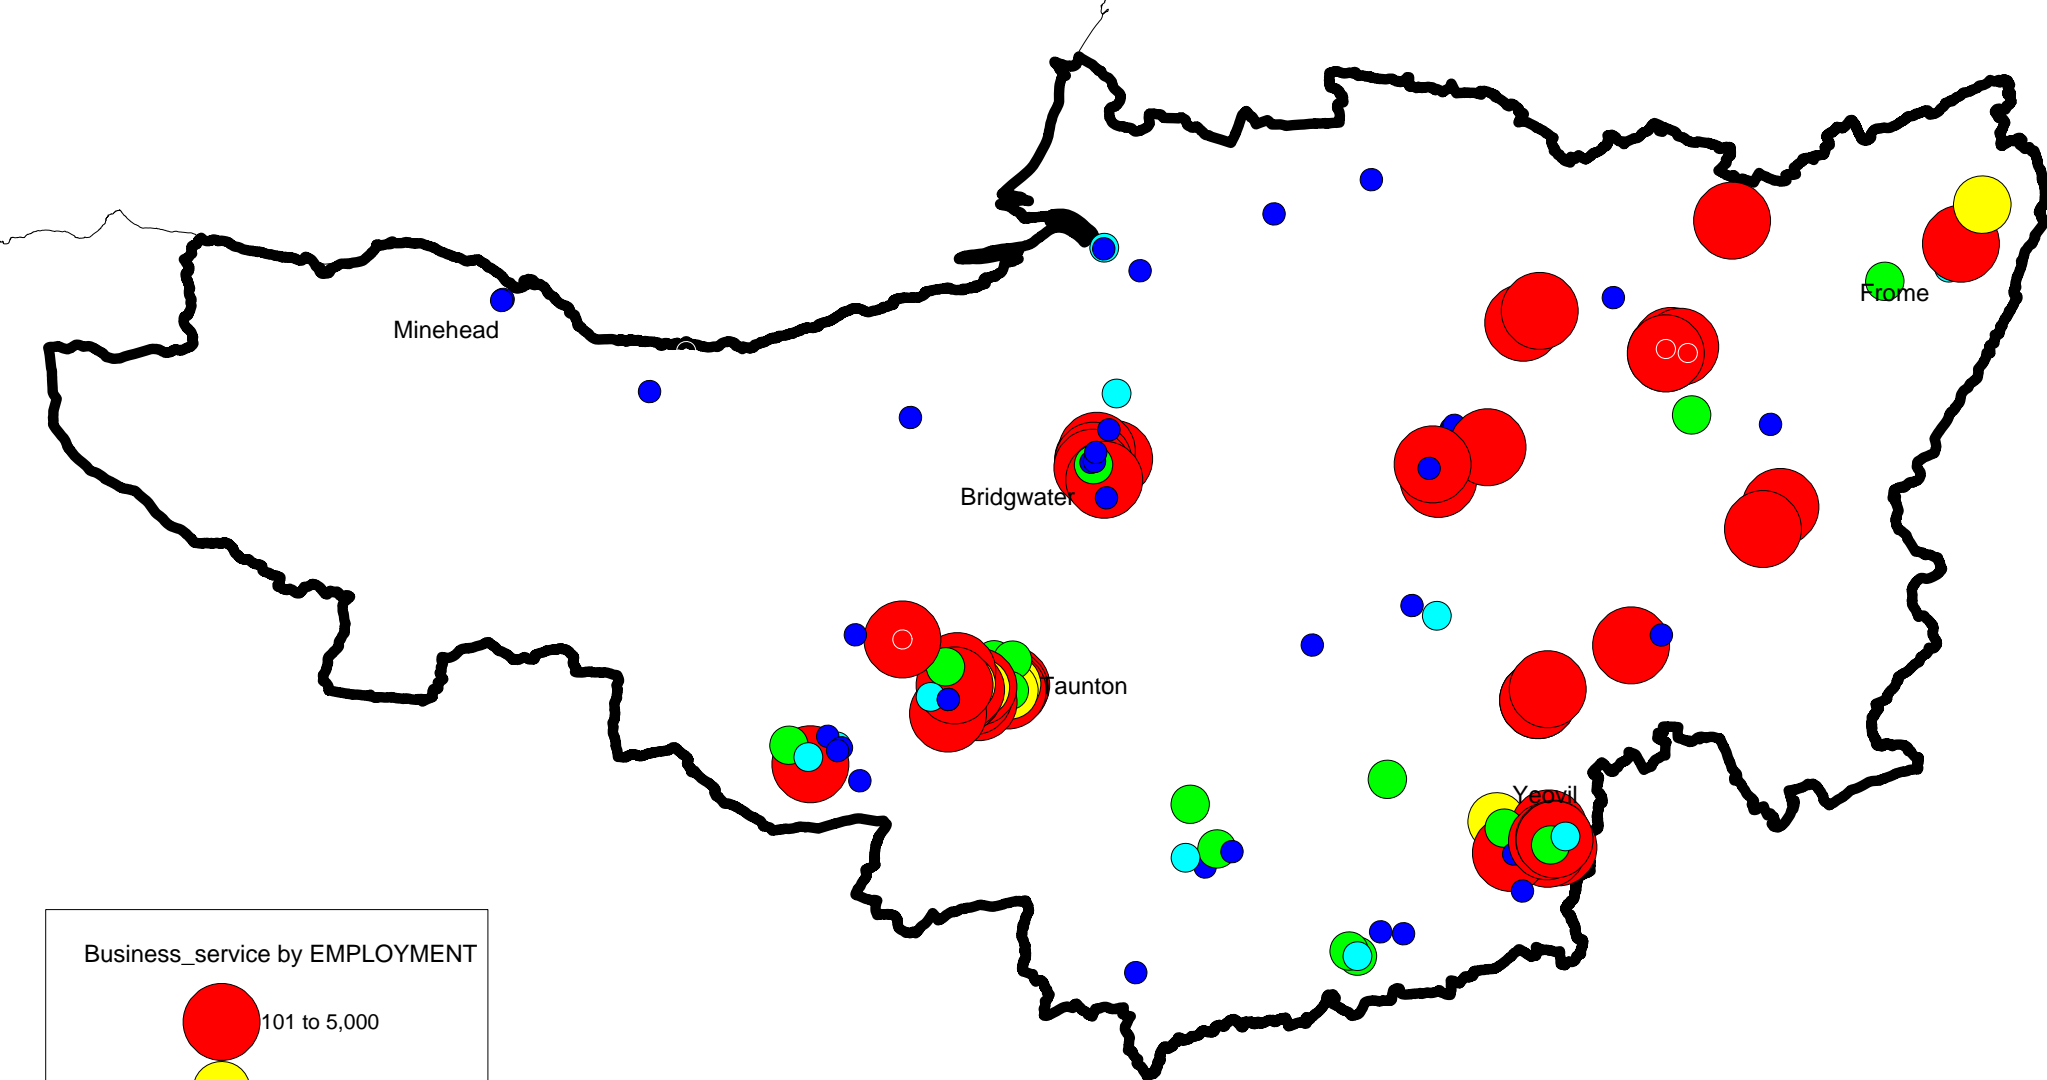 Frome
Minehead
Bridgwater
Taunton
Yeovil
Business_service by EMPLOYMENT
101 to 5,000